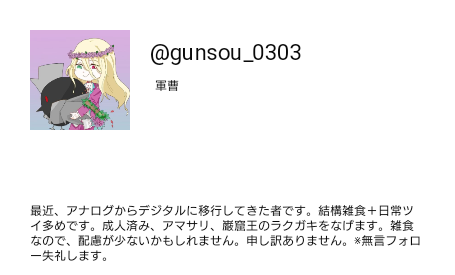 @gunsou_0303
軍曹
最近、アナログからデジタルに移行してきた者です。結構雑食＋日常ツ
イ多めです。成人済み、アマサリ、巌窟王のラクガキをなげます。雑食
なので、配慮が少ないかもしれません。申し訳ありません。※無言フォロ
ー失礼します。